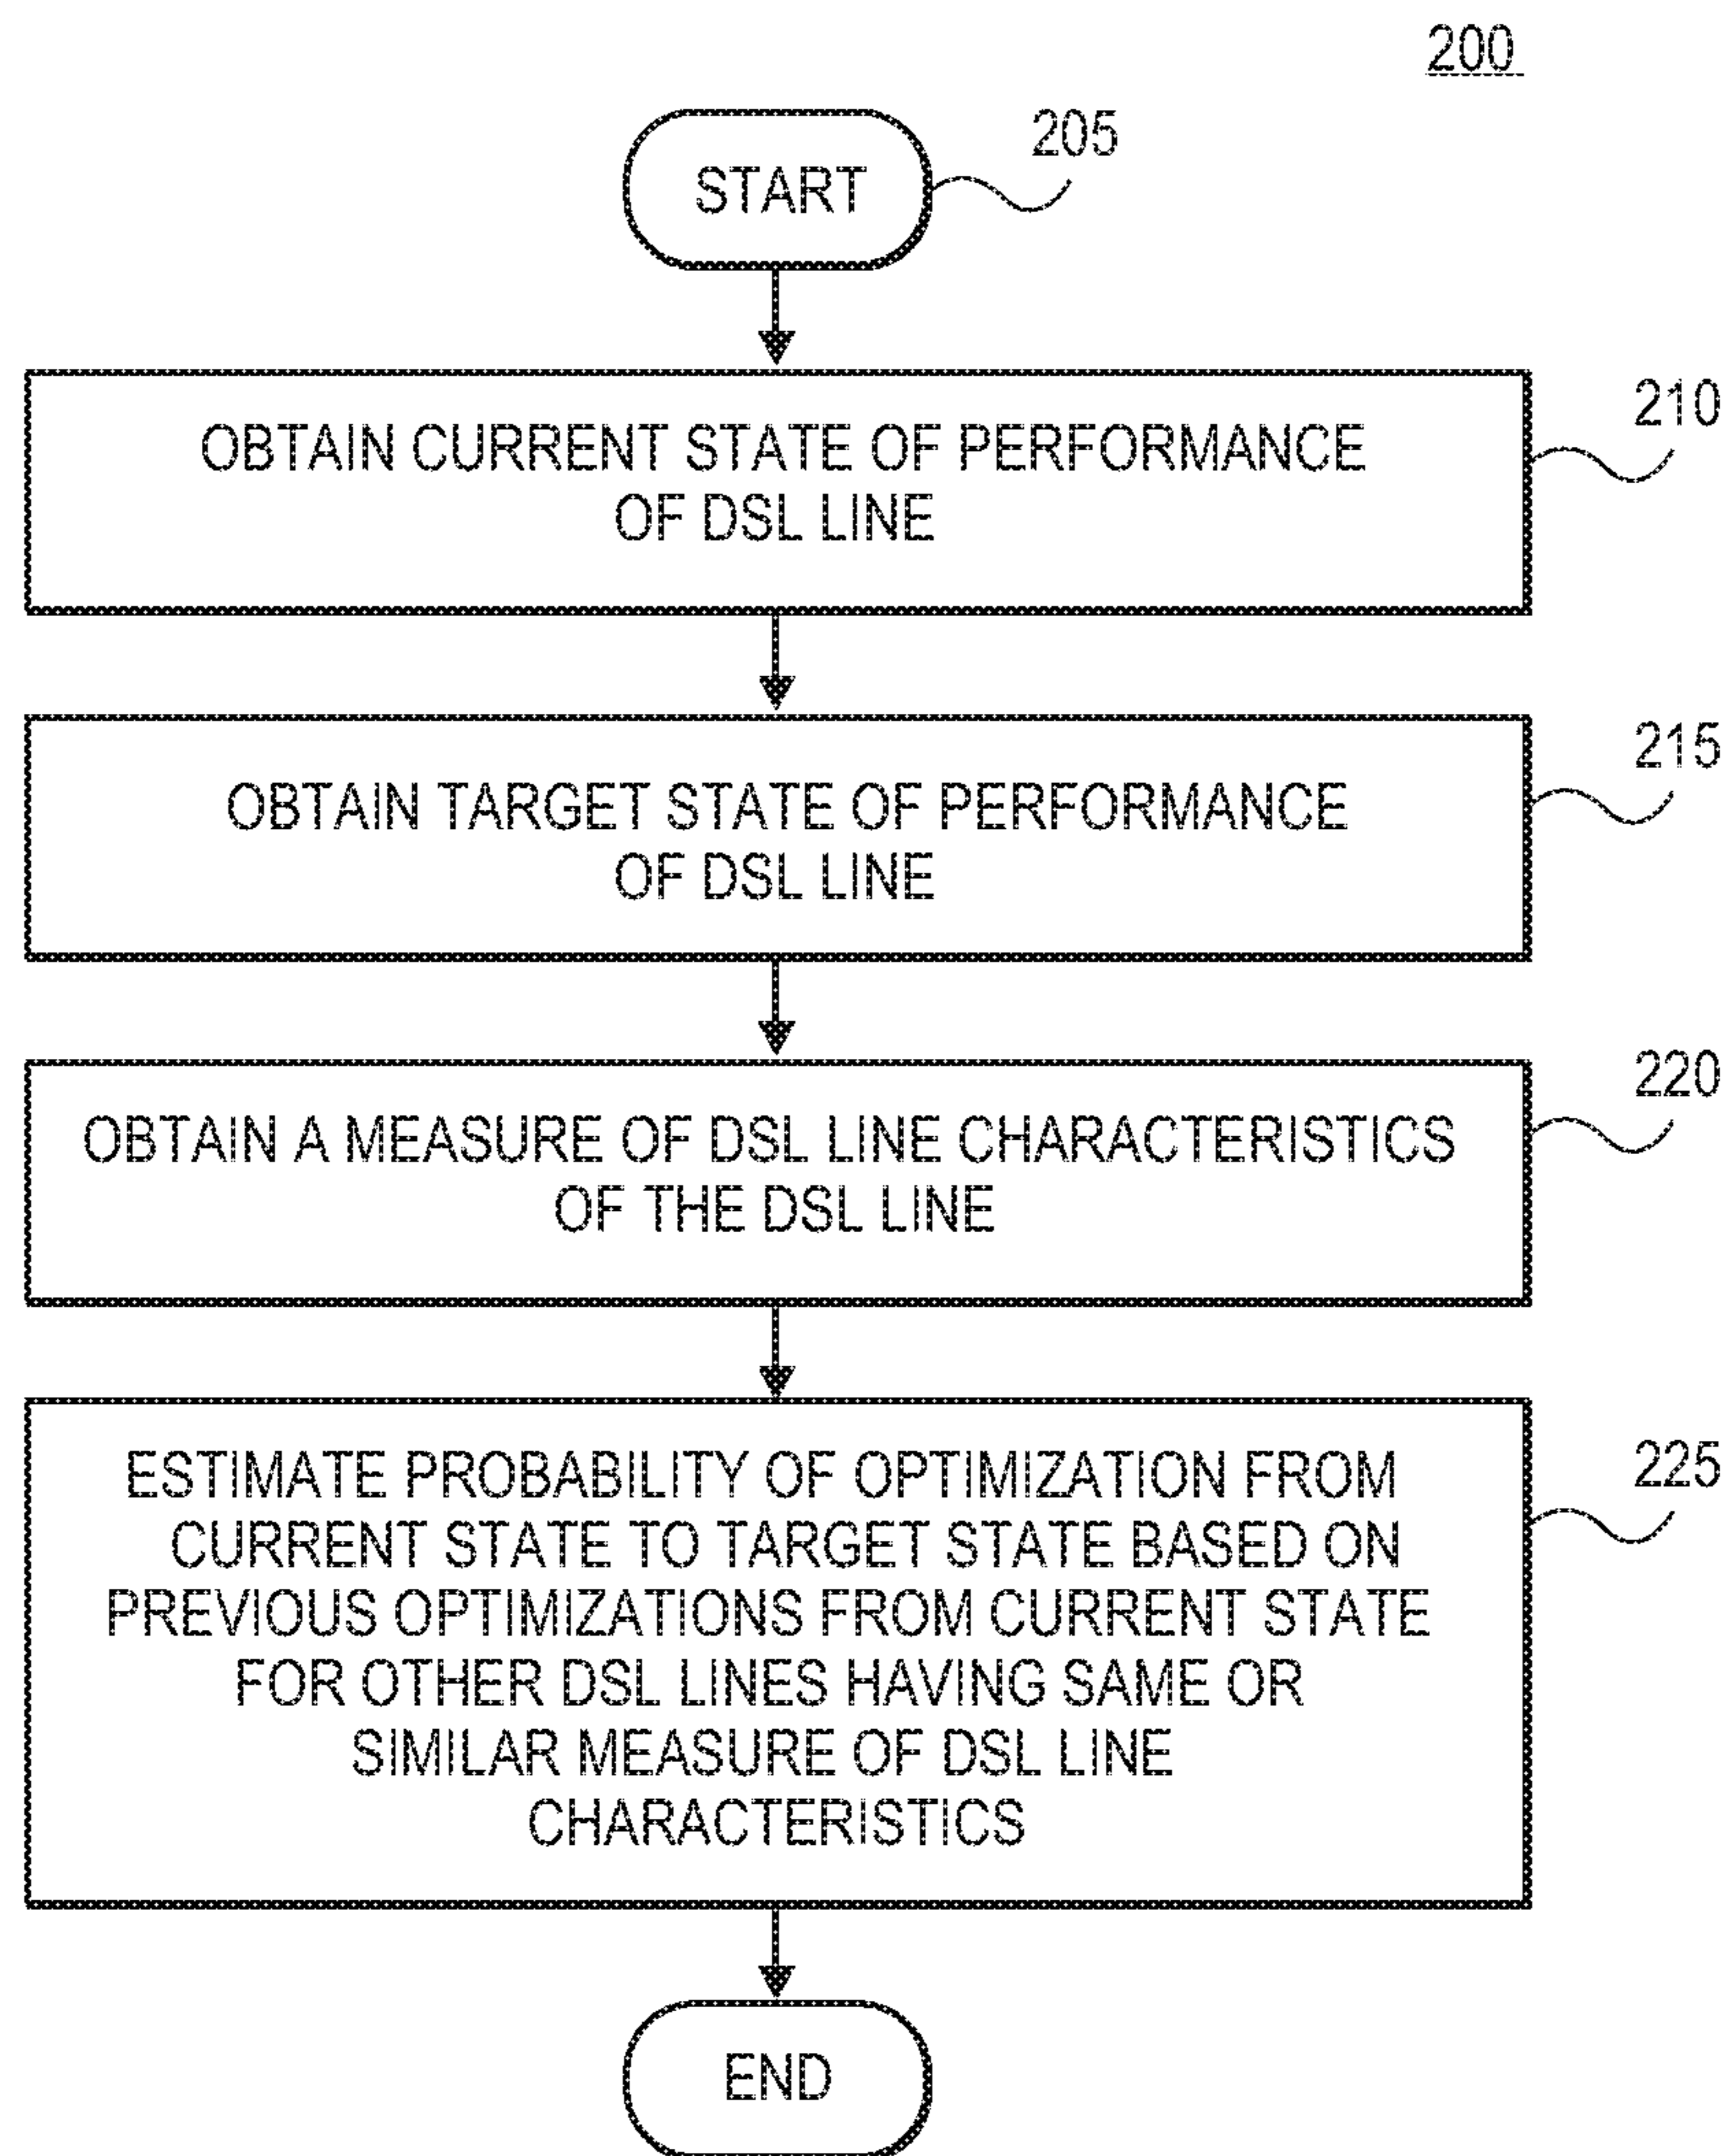 200
START
205
OBTAIN CURRENT STATE OF PERFORMANCE
OF DSL LINE
210
OBTAIN TARGET STATE OF PERFORMANCE
OF DSL LINE
215
OBTAIN A MEASURE OF DSL LINE CHARACTERISTICS
OF THE DSL LINE
220
ESTIMATE PROBABILITY OF OPTIMIZATION FROM
CURRENT STATE TO TARGET STATE BASED ON
PREVIOUS OPTIMIZATIONS FROM CURRENT STATE
FOR OTHER DSL LINES HAVING SAME OR
SIMILAR MEASURE OF DSL LINE
CHARACTERISTICS
225
END